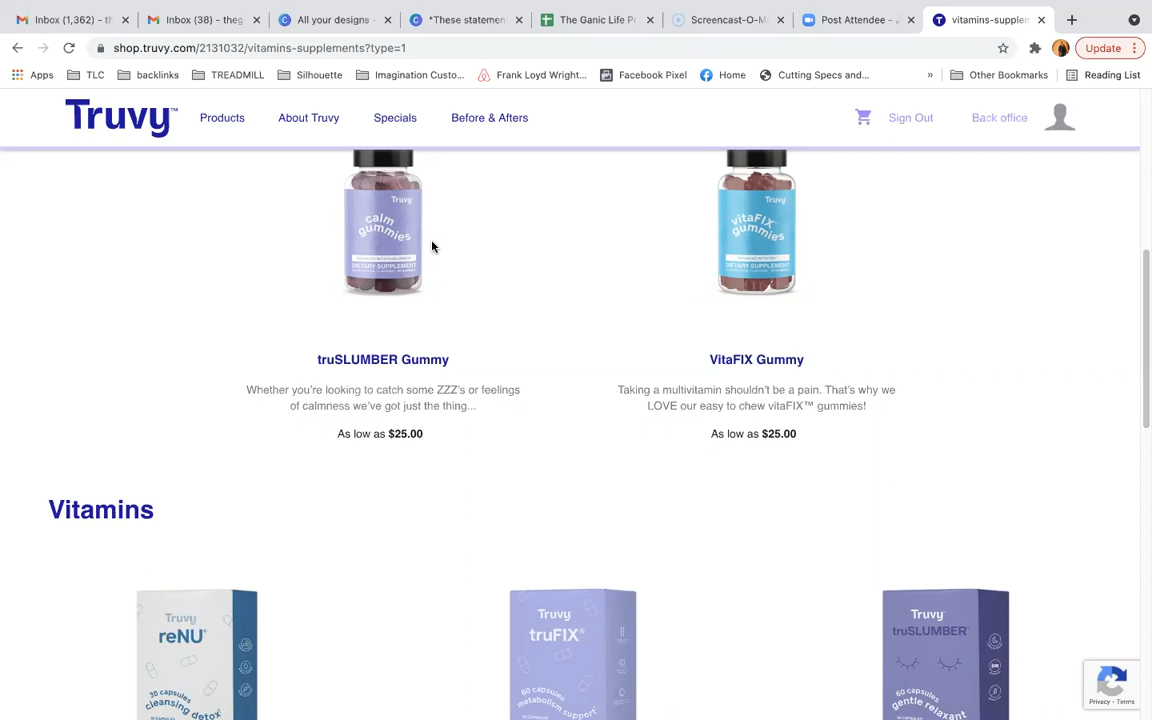 Inbox (1,362) - th
Inbox (38) - theg
All your designs -
*These statemen
The Ganic Life Pr
Screencast-O-Ma
Post Attendee -
vitamins-supplem
shop.truvy.com/2131032/vitamins-supplements?type=1
Update
Apps
TLC
backlinks
TREADMILL
Silhouette
Imagination Custo...
Frank Loyd Wright...
Facebook Pixel
Home
Cutting Specs and...
»
Other Bookmarks
Reading List
Truvy™
Products
About Truvy
Specials
Before & Afters
Sign Out
Back office
Truvy
calm
gummies
DIETARY SUPPLEMENT
Truvy
vitaFIX™
gummies
DIETARY SUPPLEMENT
truSLUMBER Gummy
Whether you're looking to catch some ZZZ's or feelings
of calmness we've got just the thing...
As low as $25.00
VitaFIX Gummy
Taking a multivitamin shouldn't be a pain. That's why we
LOVE our easy to chew vitaFIX™ gummies!
As low as $25.00
Vitamins
Truvy
reNU®
30 capsules
cleansing detox
Truvy
truFIX®
60 capsules
metabolism support
Truvy
truSLUMBER™
60 capsules
gentle relaxant
Privacy - Terms